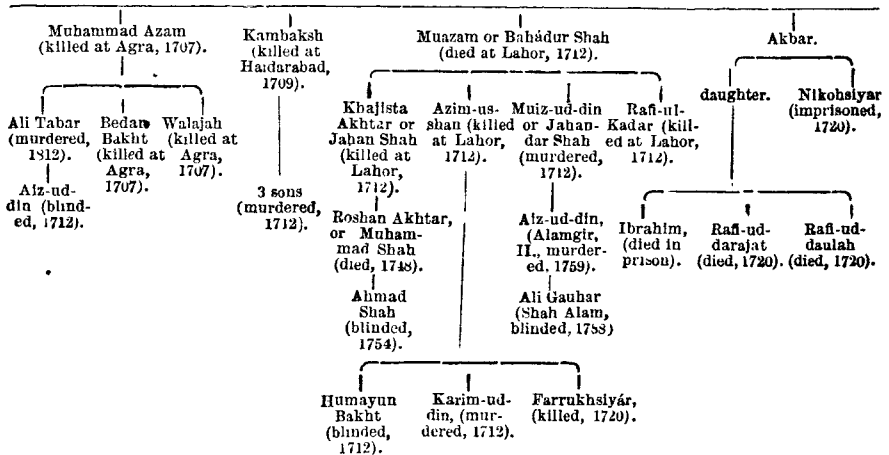 Muhammad Azam
(killed at Agra, 1707).
Kambaksh
(killed at
Haidarabad,
1709).
Muazam or Bahádur Shah
(died at Lahor, 1712).
Akbar.
Ali Tabar
(murdered,
1812).
Bedar
Bakht
(killed at
Agra,
1707).
Walajah
(killed at
Agra,
1707).
Aiz-ud-
din (blind-
ed, 1712).
3 sons
(murdered,
1712).
Khajista
Akhtar or
Jahan Shah
(killed at
Lahor,
1712).
Azim-us-
shan (killed
at Lahor,
1712).
Muiz-ud-din
or Jahan-
dar Shah
(murdered,
1712).
Rafi-ul-
Kadar (kill-
ed at Lahor,
1712).
daughter.
Nikohsiyar
(imprisoned,
1720).
Roshan Akhtar,
or Muham-
mad Shah
(died, 1748).
Aiz-ud-din,
(Alamgir,
II., murder-
ed, 1759).
Ibrahim,
(died in
prison).
Rafi-ud-
darajat
(died, 1720).
Rafi-ud-
daulah
(died, 1720).
Ahmad
Shah
(blinded,
1754).
Ali Gauhar
(Shah Alam,
blinded, 1788)
Humayun
Bakht
(blinded,
1712).
Karim-ud-
din, (mur-
dered, 1712).
Farrukhsiyár,
(killed, 1720).